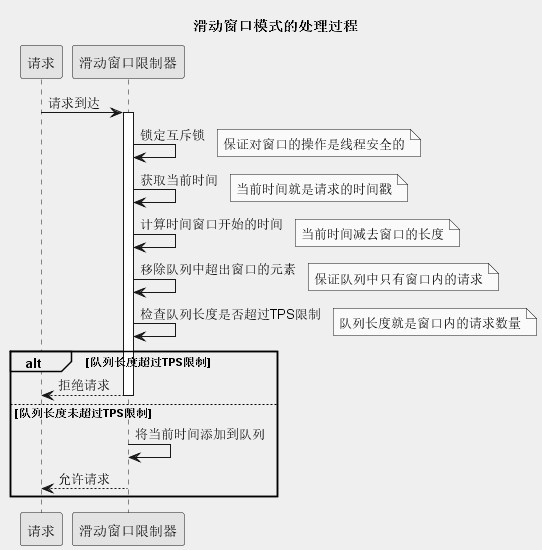 滑动窗口模式的处理过程
请求
滑动窗口限制器
请求到达
锁定互斥锁
保证对窗口的操作是线程安全的
获取当前时间
当前时间就是请求的时间戳
计算时间窗口开始的时间
当前时间减去窗口的长度
移除队列中超出窗口的元素
保证队列中只有窗口内的请求
检查队列长度是否超过TPS限制
队列长度就是窗口内的请求数量
alt
[队列长度超过TPS限制]
拒绝请求
[队列长度未超过TPS限制]
将当前时间添加到队列
允许请求
请求
滑动窗口限制器